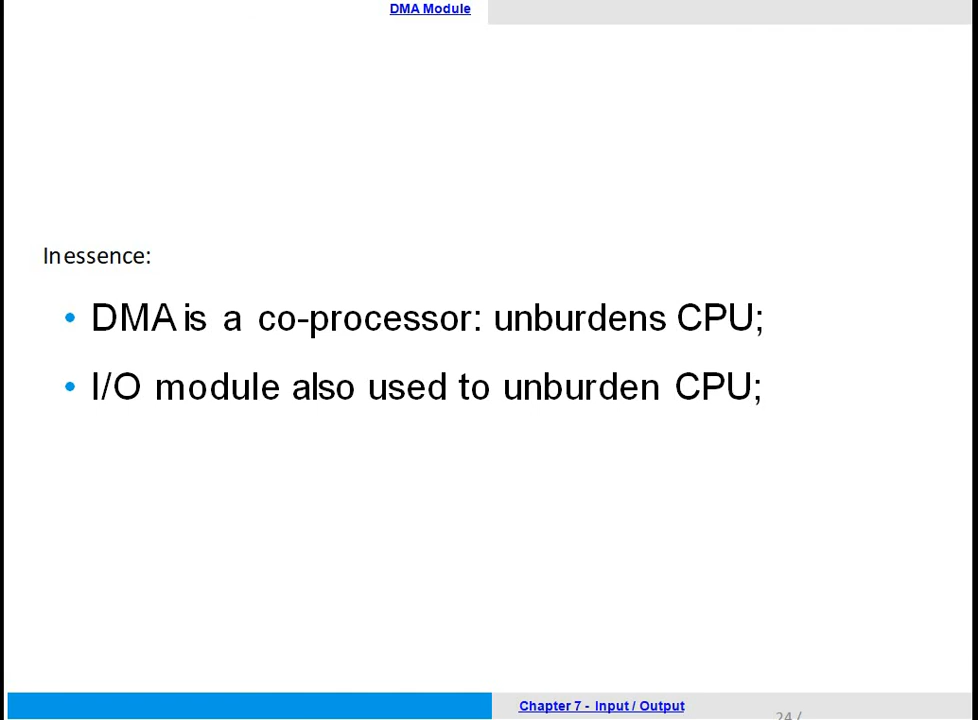 DMA Module
In essence:
• DMA is a co-processor: unburdens CPU;
• I/O module also used to unburden CPU;
Chapter 7 - Input / Output
24 /